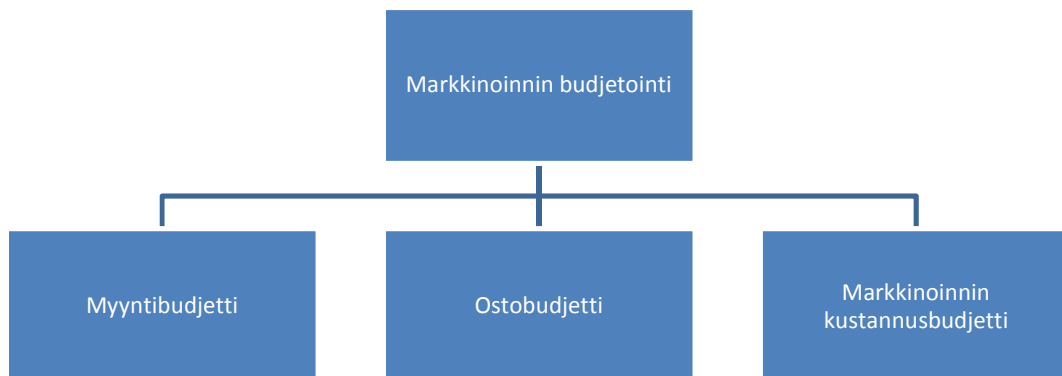 Markkinoinnin budjetointi
Myyntibudjetti
Ostobudjetti
Markkinoinnin
kustannusbudjetti